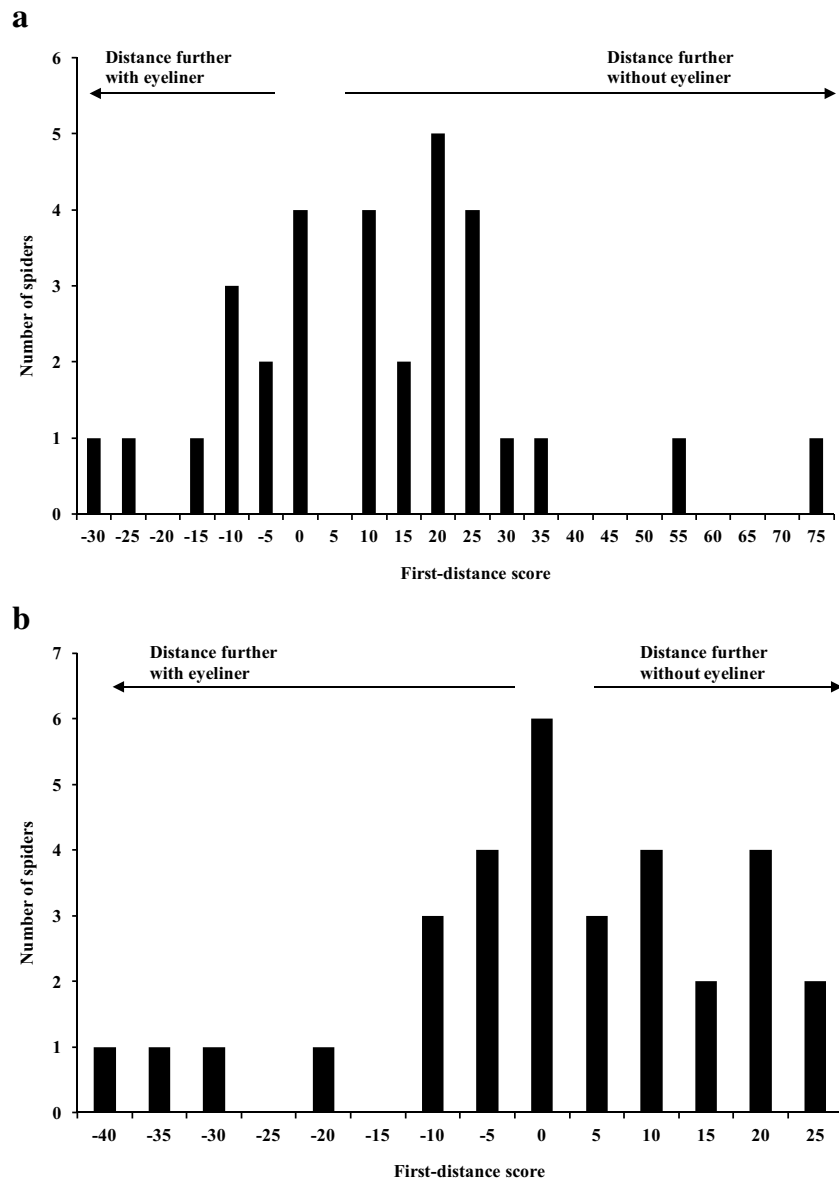 a
Distance further
with eyeliner
Distance further
without eyeliner
6
5
4
3
2
1
0
Number of spiders
-30 -25 -20 -15 -10 -5 0 5 10 15 20 25 30 35 40 45 50 55 60 65 70 75
First-distance score
b
Distance further
with eyeliner
Distance further
without eyeliner
7
6
5
4
3
2
1
0
Number of spiders
-40 -35 -30 -25 -20 -15 -10 -5 0 5 10 15 20 25
First-distance score